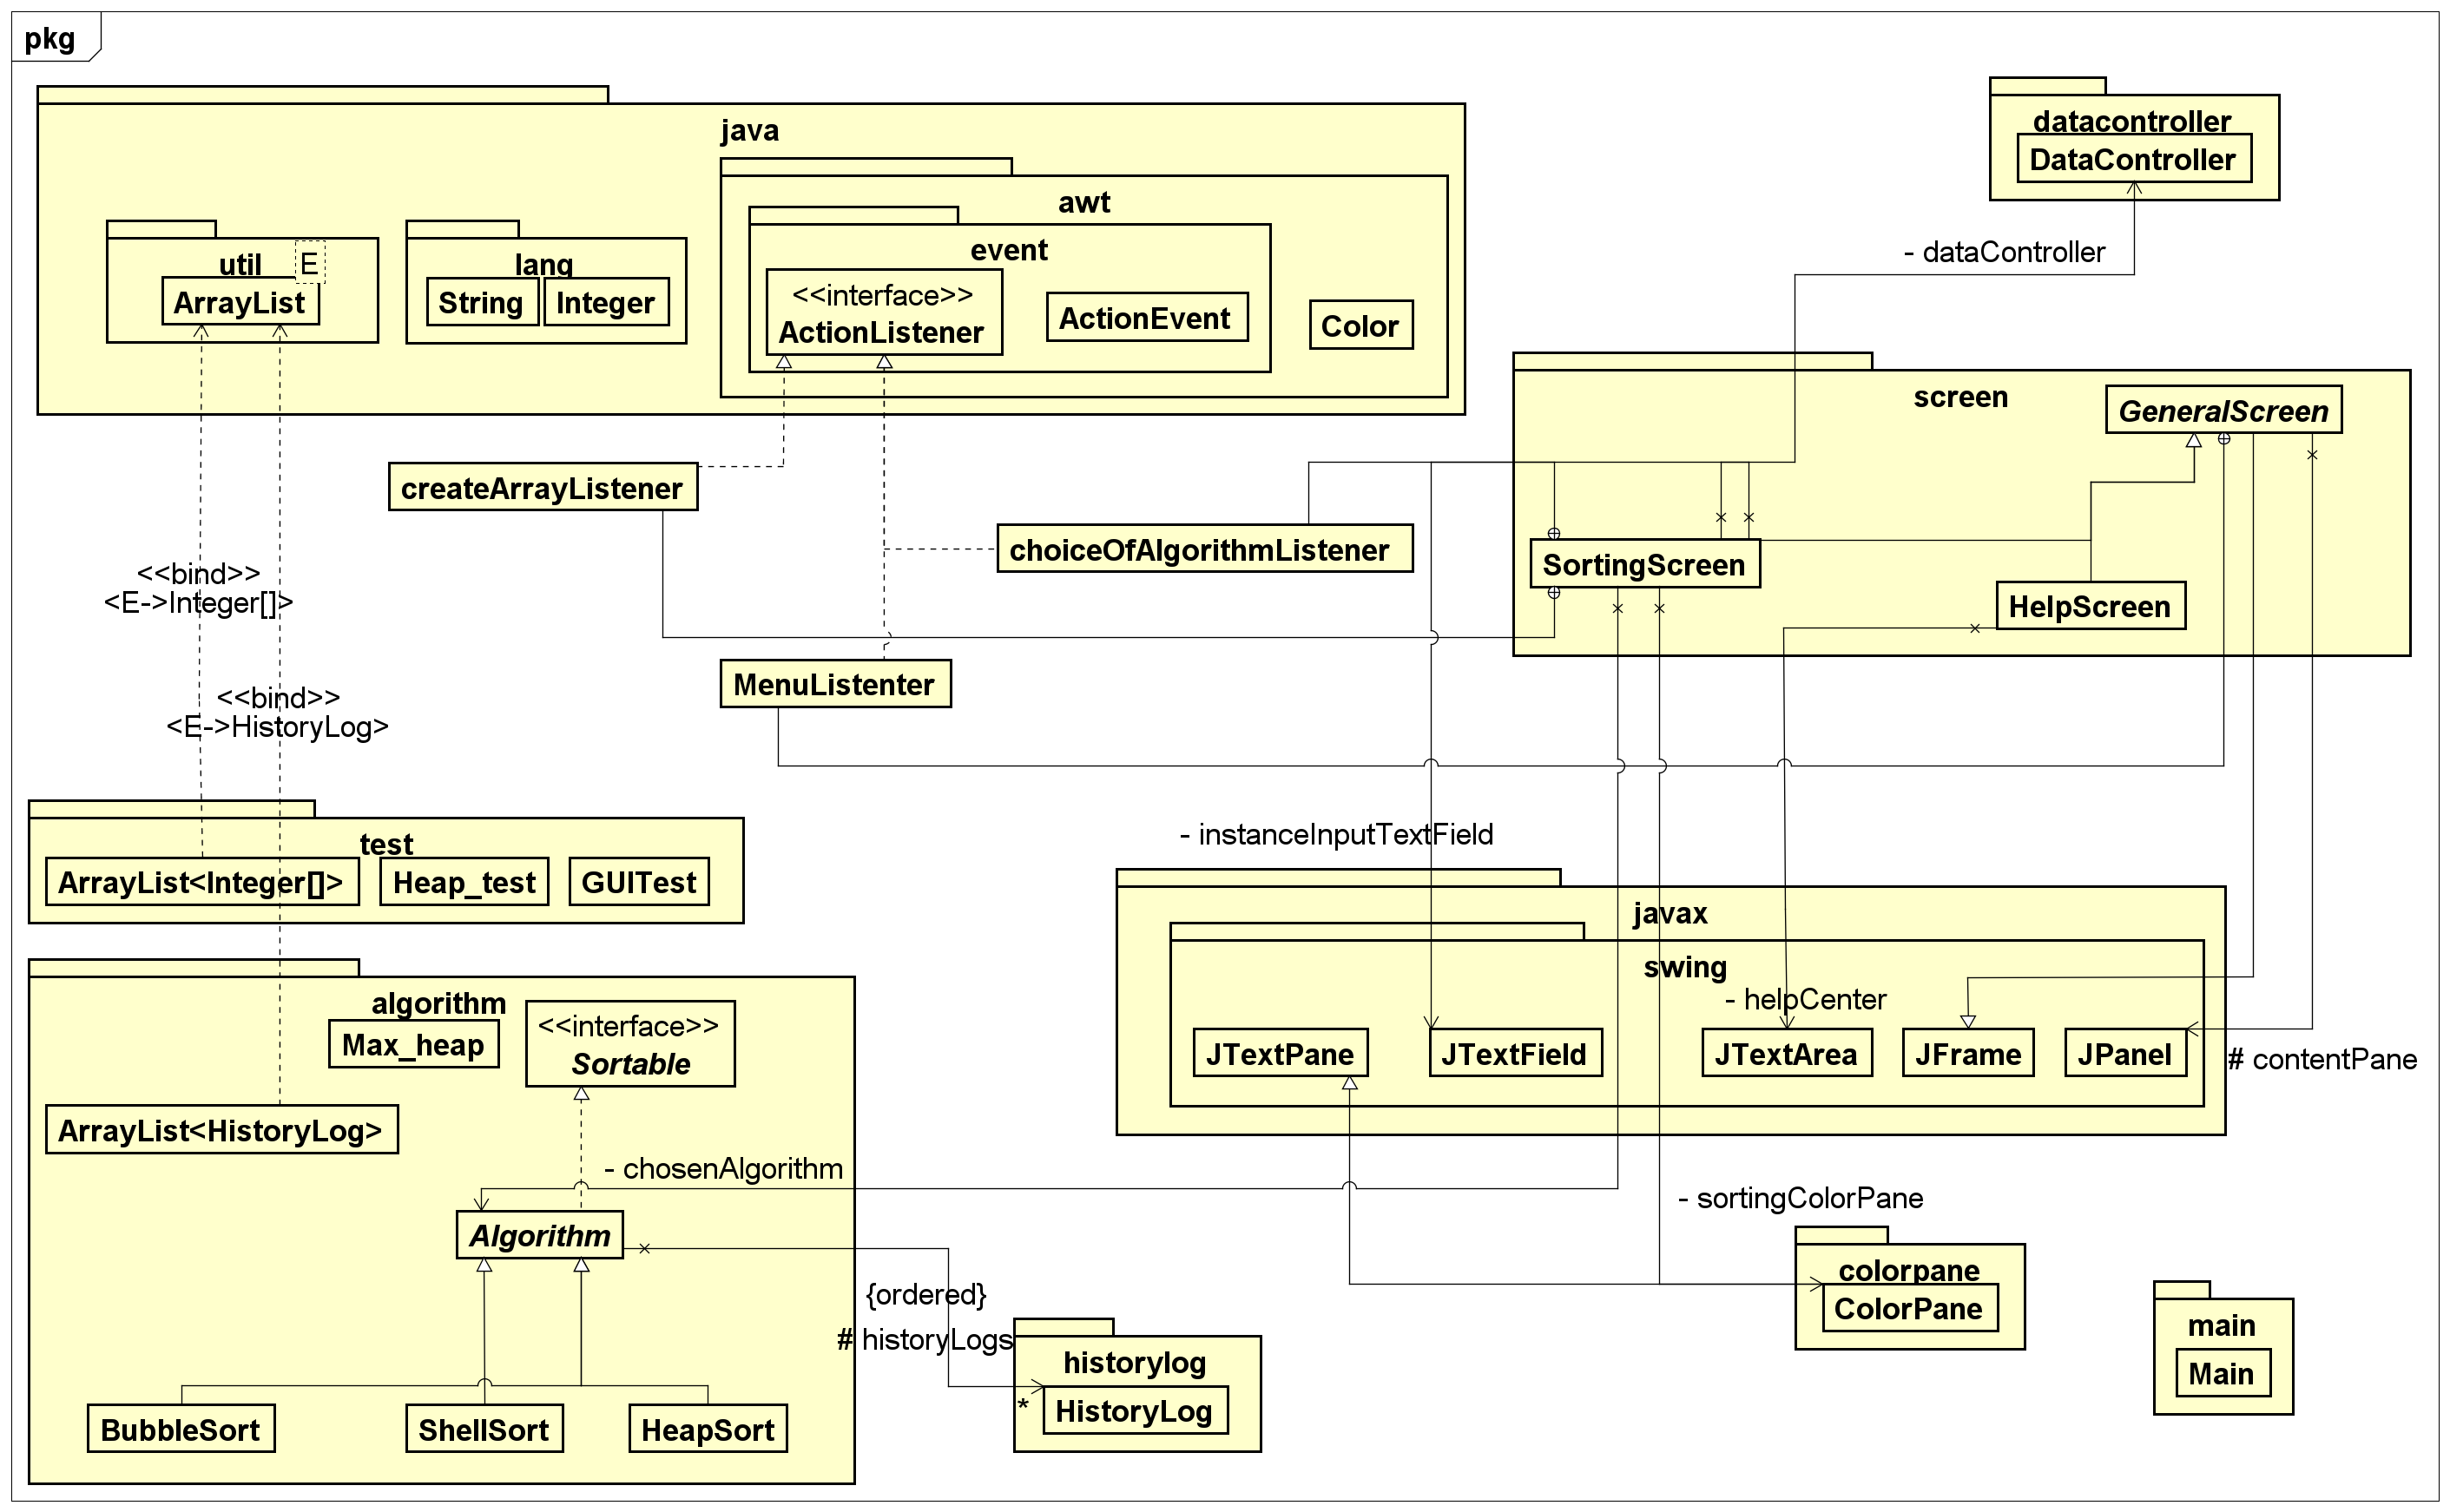 pkg
java
datacontroller
DataController
awt
util
E
ArrayList
lang
String
Integer
event
<<interface>>
ActionListener
ActionEvent
Color
- dataController
screen
GeneralScreen
createArrayListener
choiceOfAlgorithmListener
SortingScreen
HelpScreen
<<bind>>
<E->Integer[]>
MenuListenter
<<bind>>
<E->HistoryLog>
test
ArrayList<Integer[]>
Heap_test
GUITest
- instanceInputTextField
javax
swing
- helpCenter
JTextPane
JTextField
JTextArea
JFrame
JPanel
# contentPane
algorithm
Max_heap
<<interface>>
Sortable
ArrayList<HistoryLog>
- chosenAlgorithm
Algorithm
- sortingColorPane
colorpane
ColorPane
{ordered}
# historyLogs
*
historylog
HistoryLog
main
Main
BubbleSort
ShellSort
HeapSort